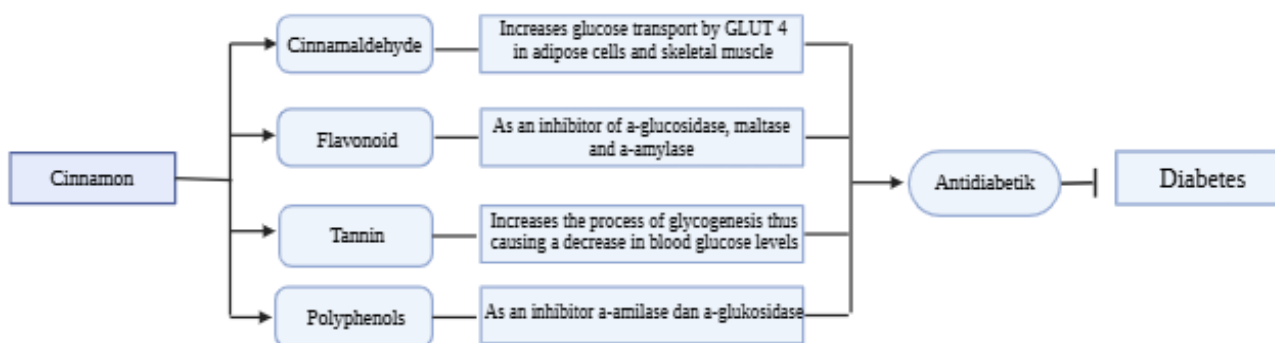 Cinnamon
Cinnamaldehyde
Increases glucose transport by GLUT 4
in adipose cells and skeletal muscle
Flavonoid
As an inhibitor of a-glucosidase, maltase
and a-amylase
Tannin
Increases the process of glycogenesis thus
causing a decrease in blood glucose levels
Polyphenols
As an inhibitor a-amilase dan a-glukosidase
Antidiabetik
Diabetes